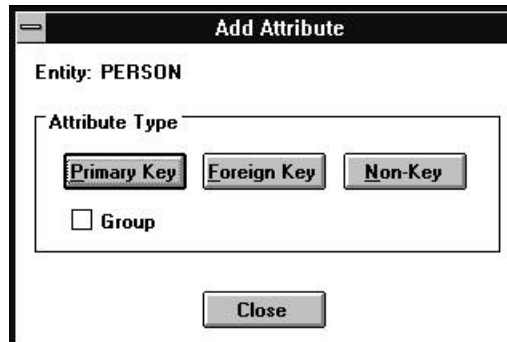 Add Attribute
Entity: PERSON
Attribute Type
Primary Key Foreign Key Non-Key
Group
Close